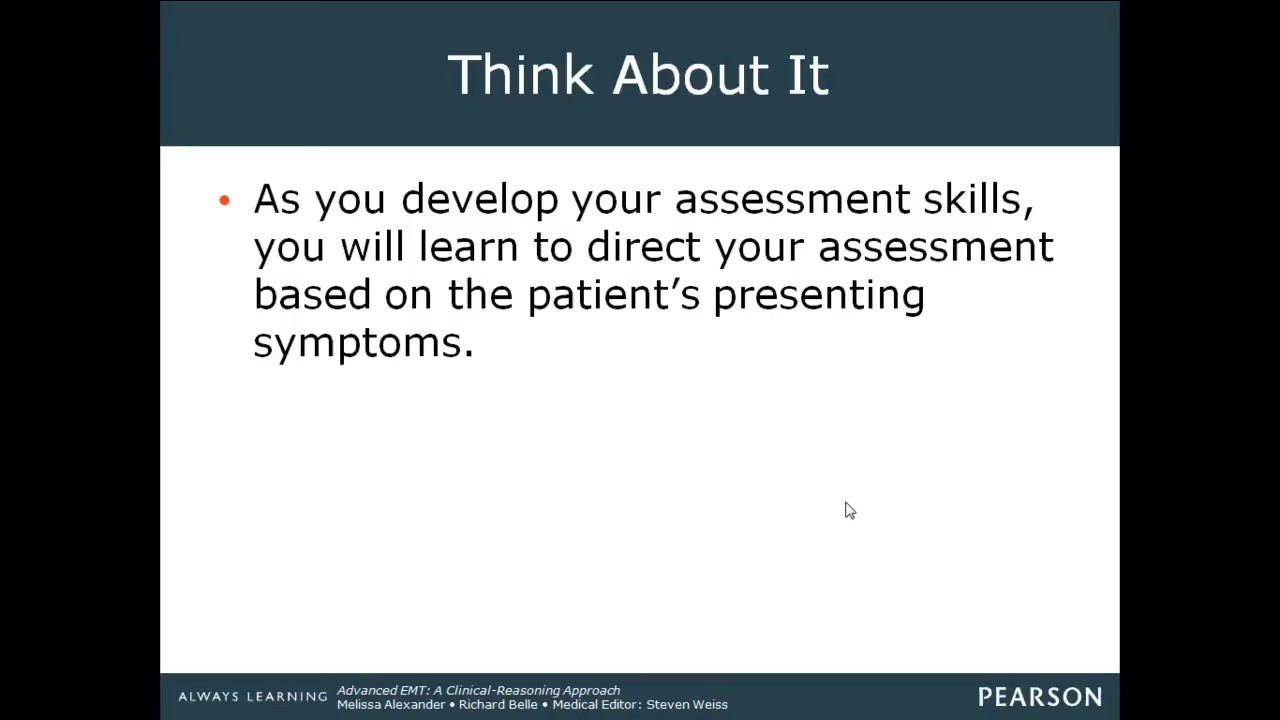 Think About It
• As you develop your assessment skills,
you will learn to direct your assessment
based on the patient’s presenting
symptoms.
ALWAYS LEARNING
Advanced EMT: A Clinical-Reasoning Approach
Melissa Alexander • Richard Belle • Medical Editor: Steven Weiss
PEARSON